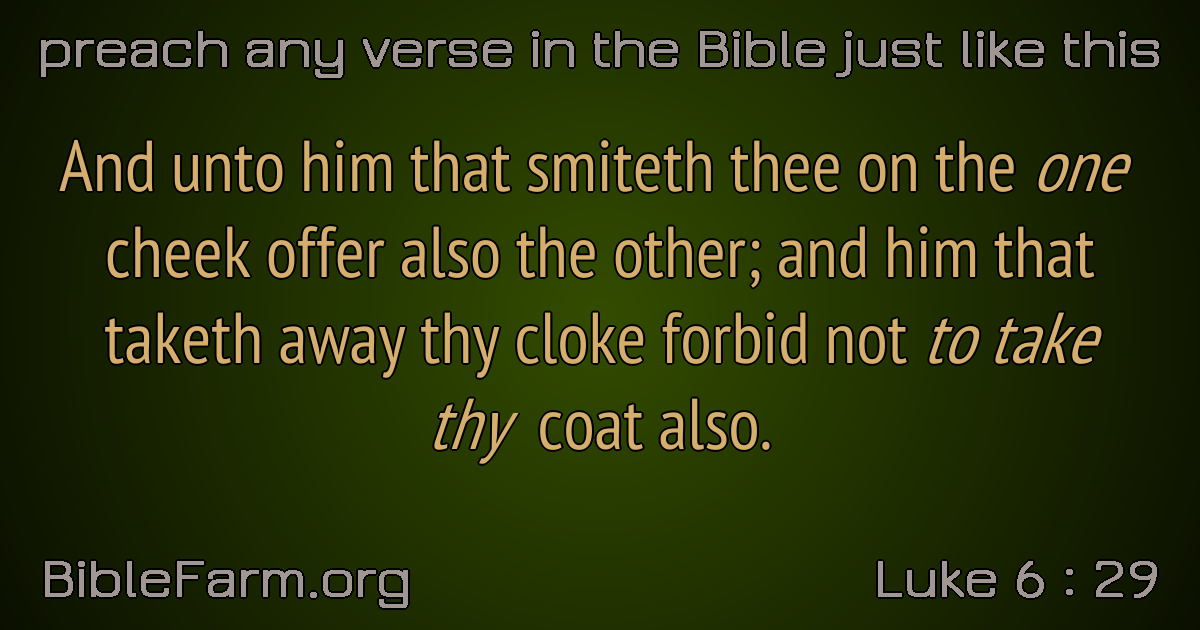 preach any verse in the Bible just like this
And unto him that smiteth thee on the one
cheek offer also the other; and him that
taketh away thy cloke forbid not to take
thy coat also.
BibleFarm.org
Luke 6 : 29